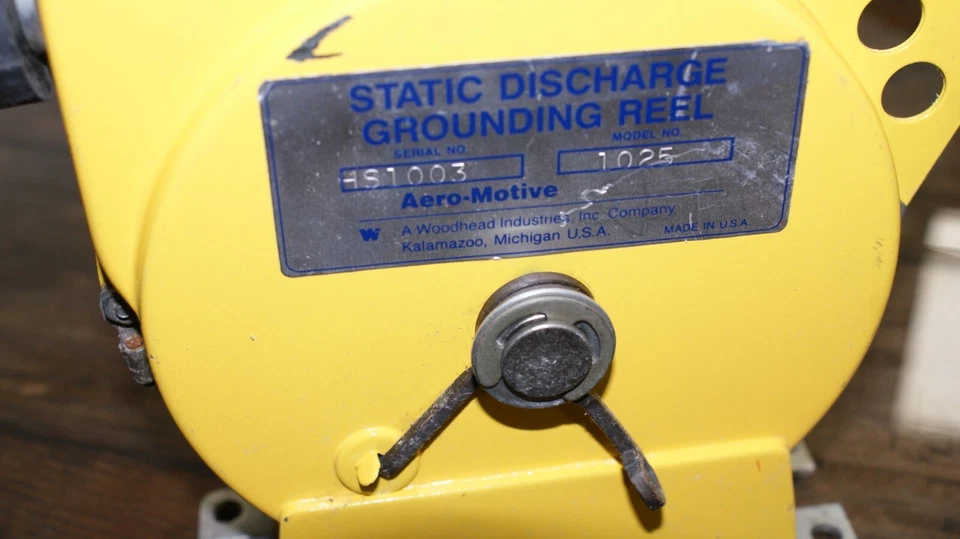 STATIC DISCHARGE
GROUNDING REEL
SERIAL NO. MODEL NO.
HS1003 1025
Aero-Motive
W A Woodhead Industries, Inc. Company
Kalamazoo, Michigan U.S.A. MADE IN U.S.A.